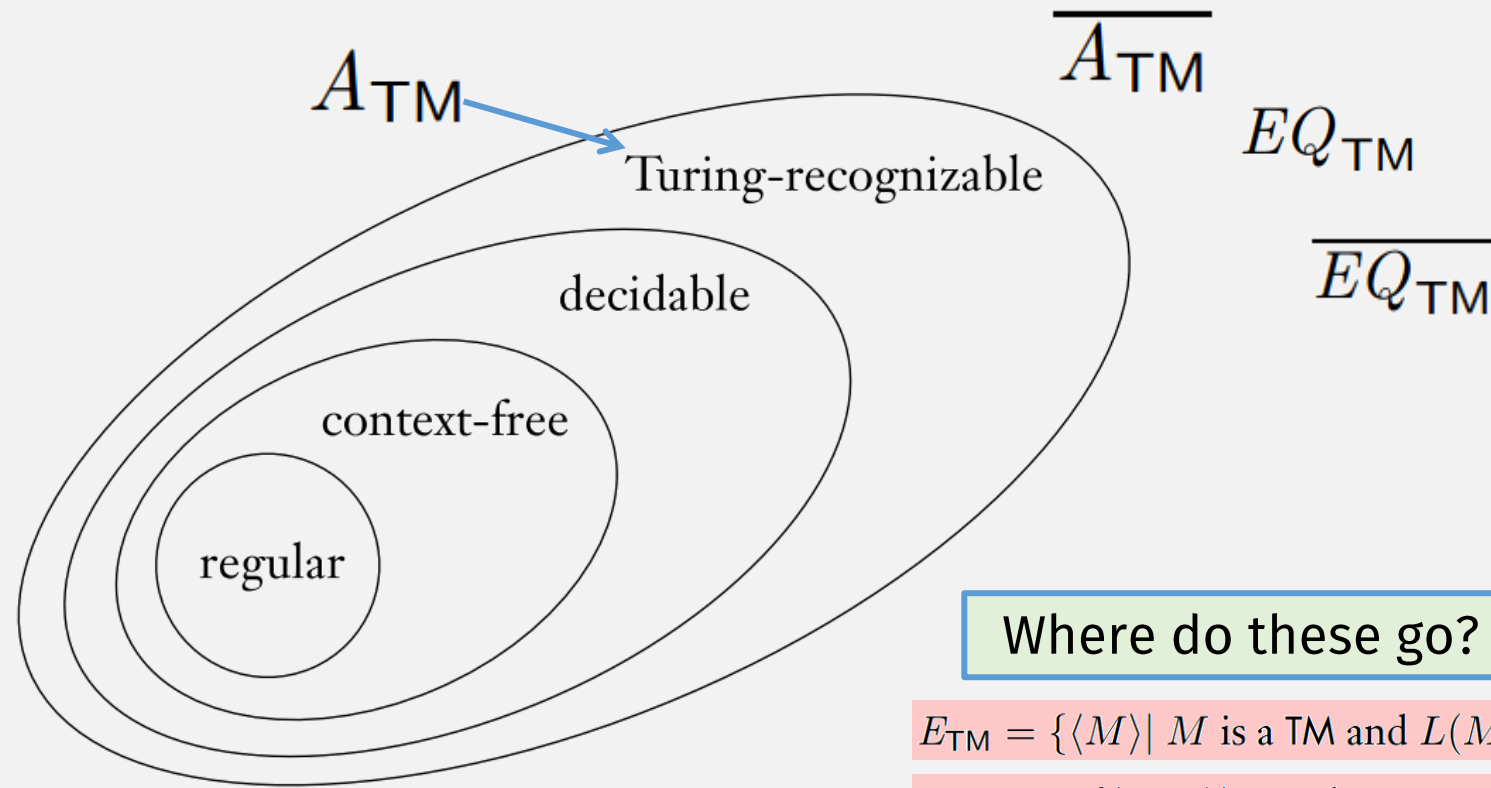 A_TM
\overline{A_TM}
EQ_TM
Turing-recognizable
\overline{EQ_TM}
decidable
context-free
regular
Where do these go?
E_TM = {⟨M⟩| M is a TM and L(M